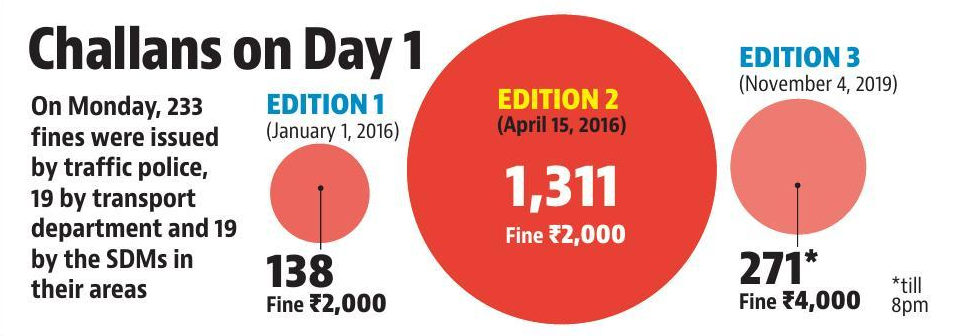 Challans on Day 1
On Monday, 233
fines were issued
by traffic police,
19 by transport
department and 19
by the SDMs in
their areas
EDITION 1
(January 1, 2016)
138
Fine ₹2,000
EDITION 2
(April 15, 2016)
1,311
Fine ₹2,000
EDITION 3
(November 4, 2019)
271*
Fine ₹4,000
*till
8pm